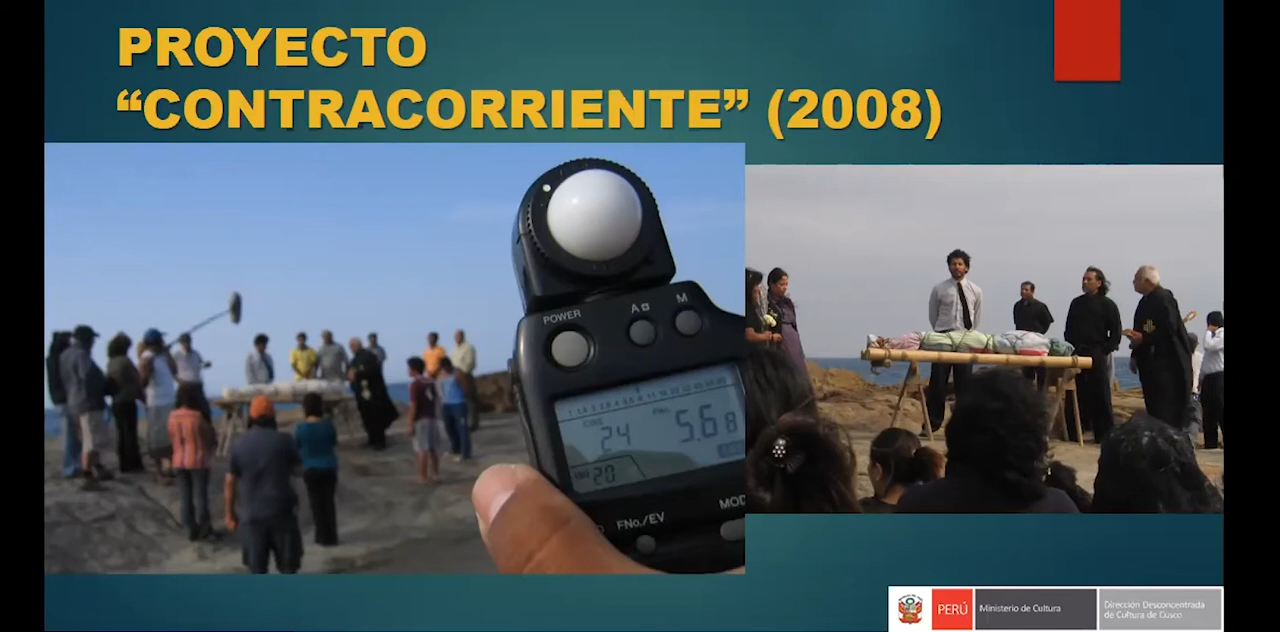 PROYECTO
“CONTRACORRIENTE” (2008)
POWER
A
M
24
5.6 8
20
FNo./EV
PERÚ
Ministerio de Cultura
Dirección Desconcentrada
de Cultura de Cusco